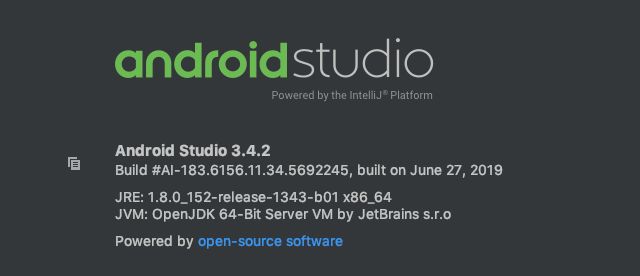 androidstudio
Powered by the IntelliJ® Platform
Android Studio 3.4.2
Build #AI-183.6156.11.34.5692245, built on June 27, 2019
JRE: 1.8.0_152-release-1343-b01 x86_64
JVM: OpenJDK 64-Bit Server VM by JetBrains s.r.o
Powered by open-source software